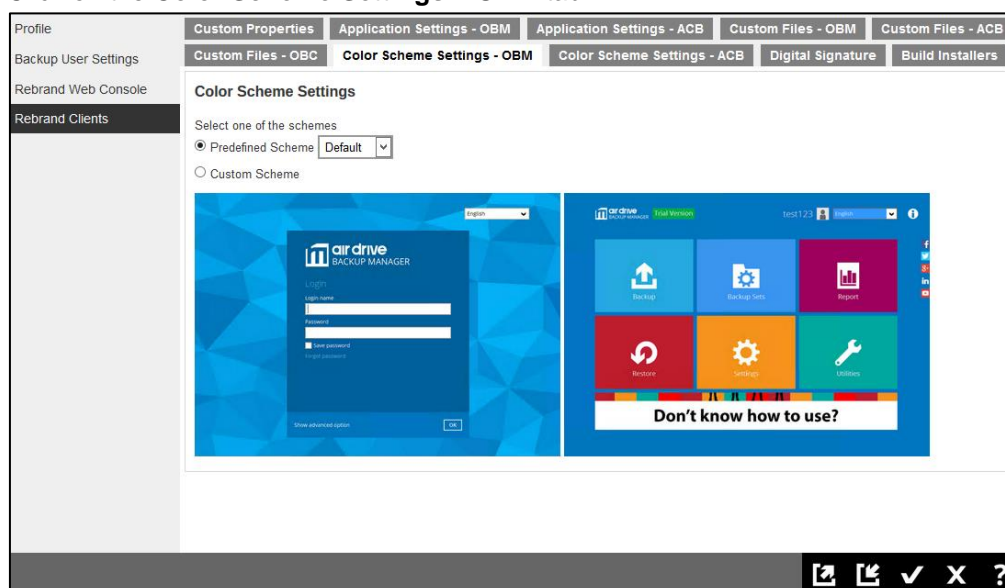 Profile
Backup User Settings
Rebrand Web Console
Rebrand Clients
Custom Properties Application Settings - OBM Application Settings - ACB Custom Files - OBM Custom Files - ACB
Custom Files - OBC Color Scheme Settings - OBM Color Scheme Settings - ACB Digital Signature Build Installers
Color Scheme Settings
Select one of the schemes
Predefined Scheme Default
Custom Scheme
English
air drive
BACKUP MANAGER
Login
Login name
Password
Save password
Forgot password
Show advanced option OK
air drive Trial Version test123 English
BACKUP MANAGER
Backup Backup Sets Report
Restore Settings Utilities
Don't know how to use?